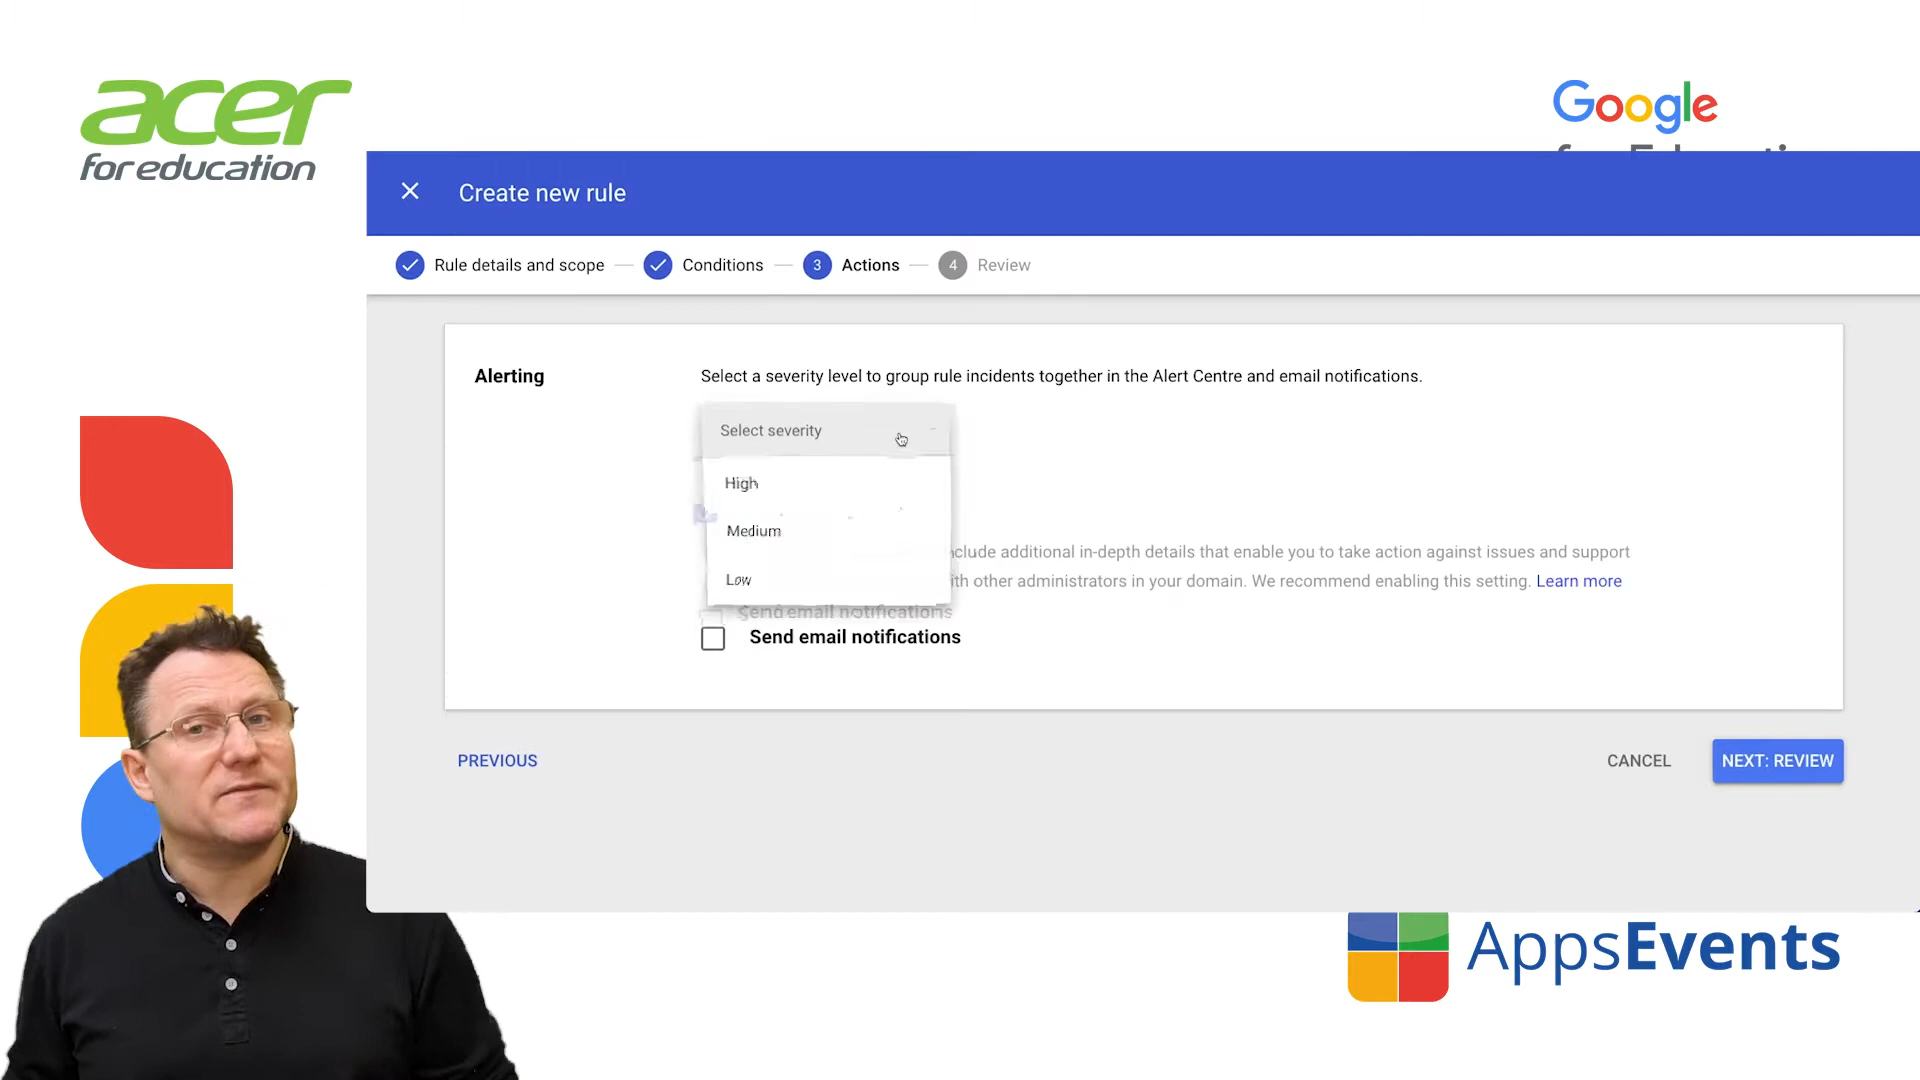 acer
for education
Google
Create new rule
Rule details and scope
Conditions
3
Actions
4
Review
Alerting
Select a severity level to group rule incidents together in the Alert Centre and email notifications.
Select severity
High
Medium
Low
additional in-depth details that enable you to take action against issues and support
other administrators in your domain. We recommend enabling this setting. Learn more
Send email notifications
Send email notifications
PREVIOUS
CANCEL
NEXT: REVIEW
AppsEvents